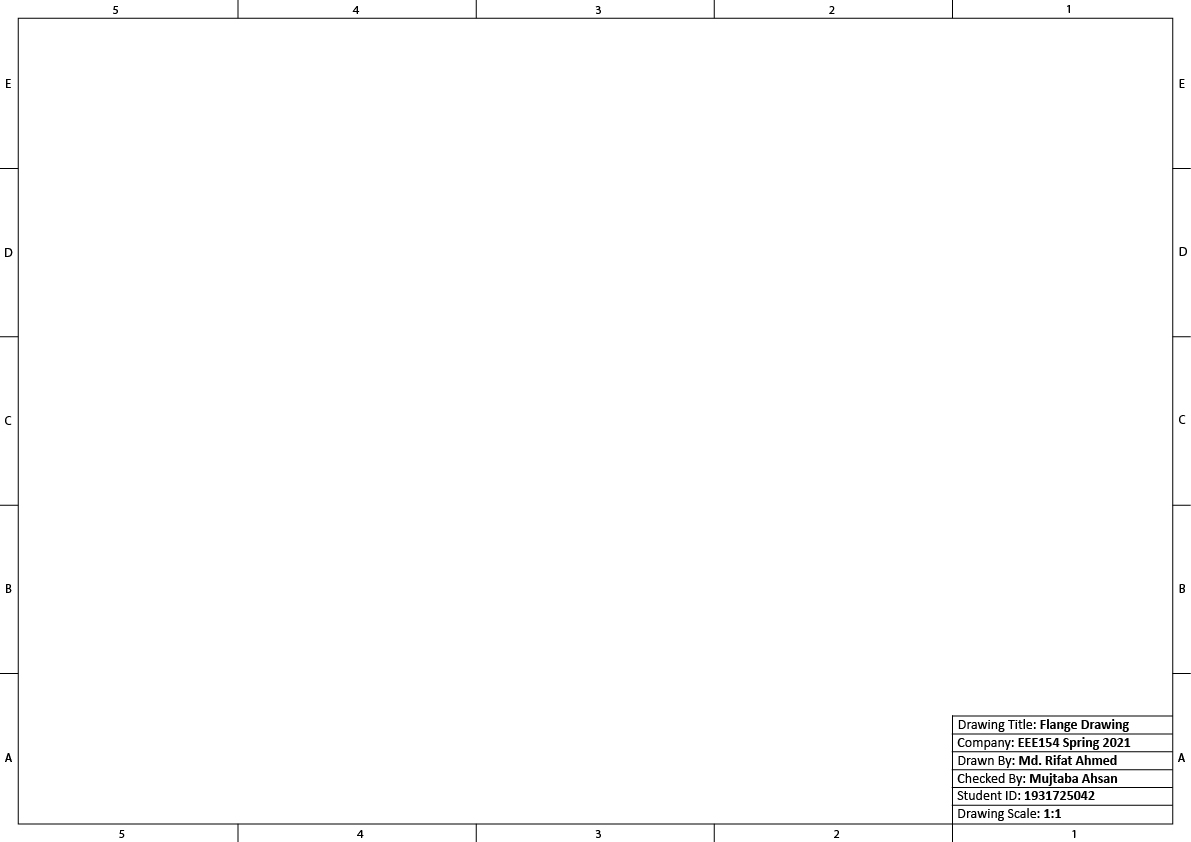 5 4 3 2 1
E E
D D
C C
B B
Drawing Title: Flange Drawing
Company: EEE154 Spring 2021
A Drawn By: Md. Rifat Ahmed A
Checked By: Mujtaba Ahsan
Student ID: 1931725042
Drawing Scale: 1:1
5 4 3 2 1